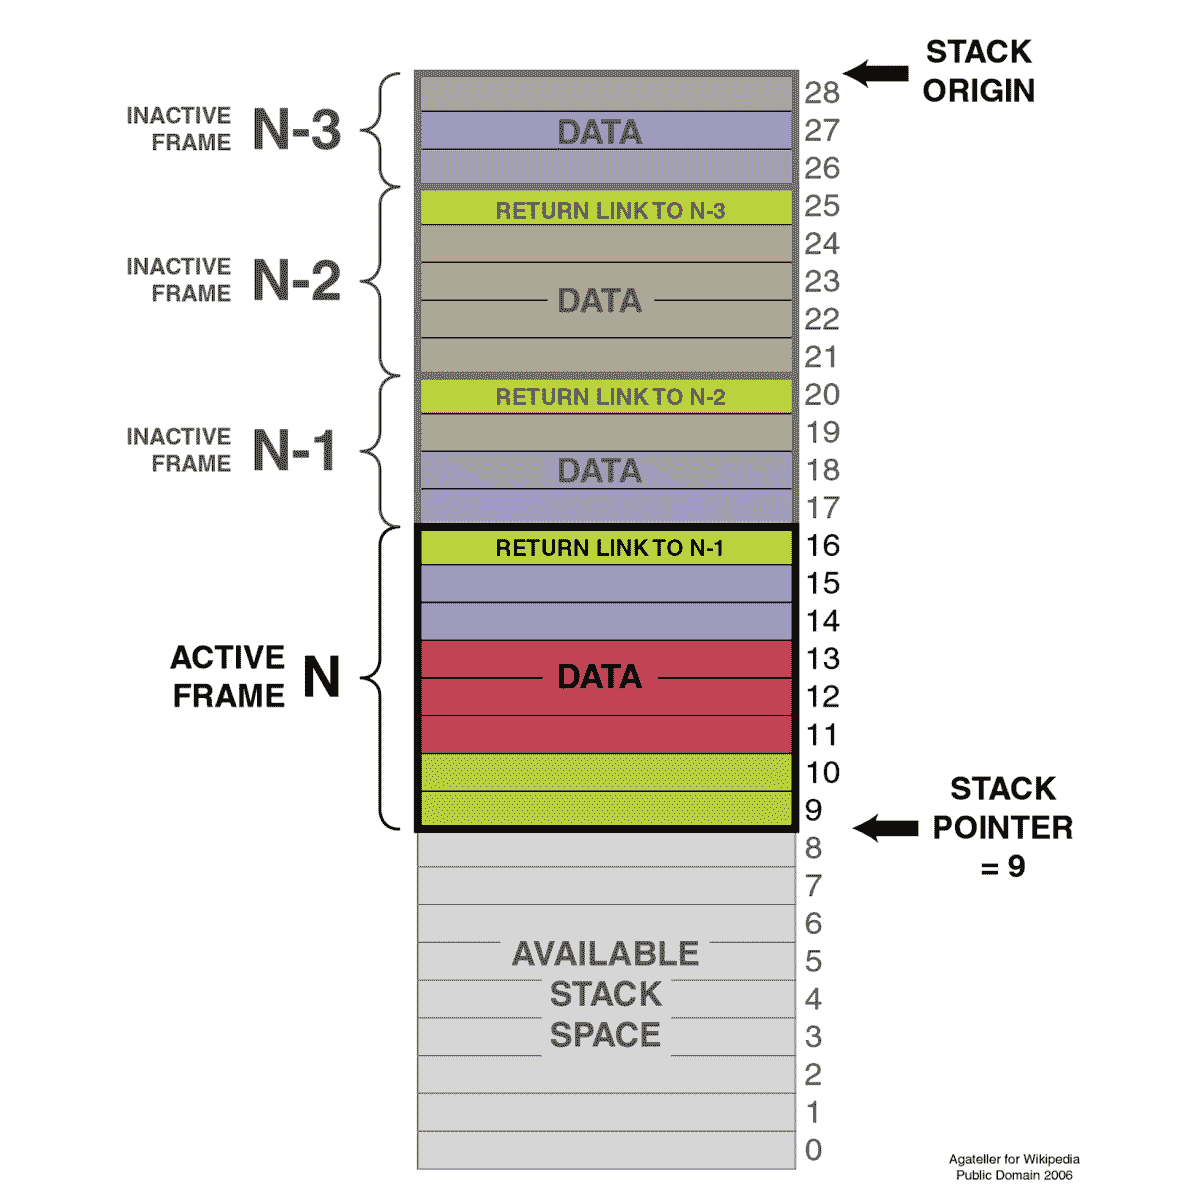 STACK
ORIGIN
INACTIVE
FRAME
N-3
DATA
28
27
26
INACTIVE
FRAME
N-2
RETURN LINK TO N-3
DATA
25
24
23
22
21
INACTIVE
FRAME
N-1
RETURN LINK TO N-2
DATA
20
19
18
17
ACTIVE
FRAME
N
RETURN LINK TO N-1
DATA
16
15
14
13
12
11
10
9
STACK
POINTER
= 9
AVAILABLE
STACK
SPACE
8
7
6
5
4
3
2
1
0
Agateller for Wikipedia
Public Domain 2006